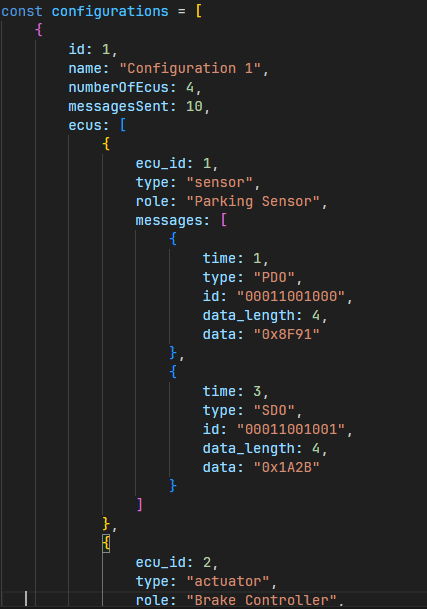 const configurations = [
{
id: 1,
name: "Configuration 1",
numberOfEcus: 4,
messagesSent: 10,
ecus: [
{
ecu_id: 1,
type: "sensor",
role: "Parking Sensor",
messages: [
{
time: 1,
type: "PDO",
id: "00011001000",
data_length: 4,
data: "0x8F91"
},
{
time: 3,
type: "SDO",
id: "00011001001",
data_length: 4,
data: "0x1A2B"
}
]
},
{
ecu_id: 2,
type: "actuator",
role: "Brake Controller",